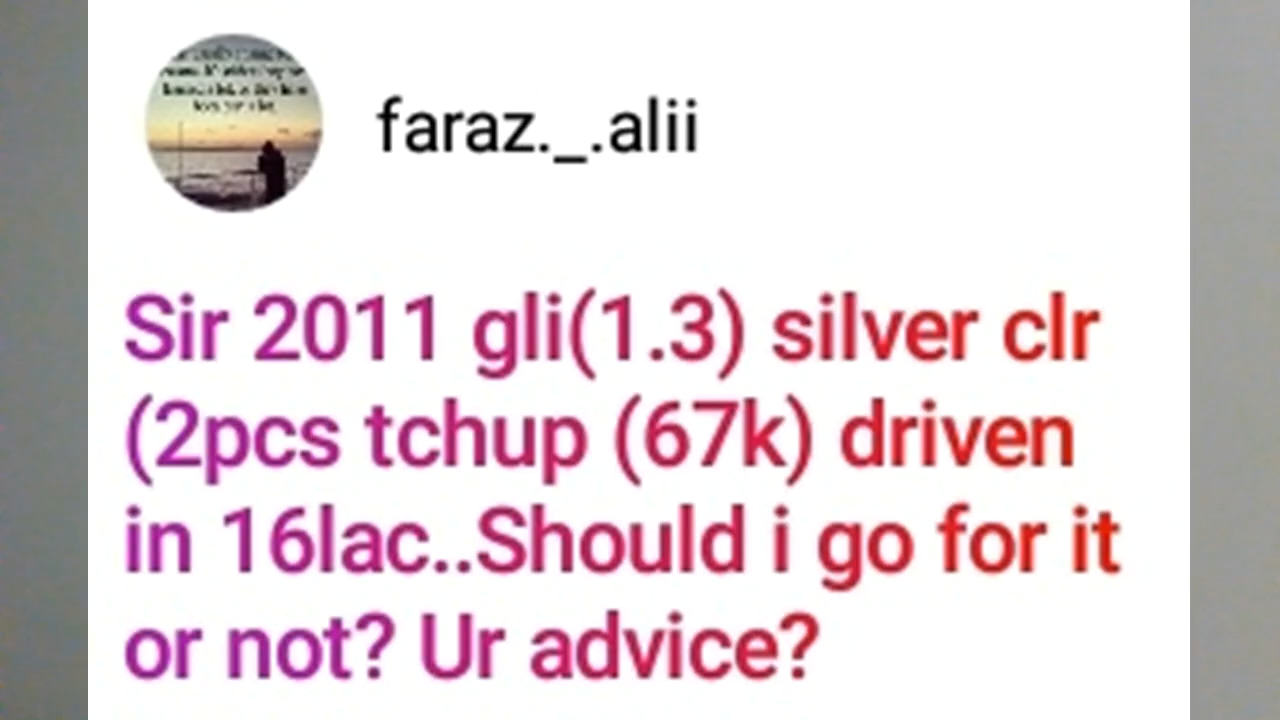 faraz._.alii
Sir 2011 gli(1.3) silver clr
(2pcs tchup (67k) driven
in 16lac..Should i go for it
or not? Ur advice?